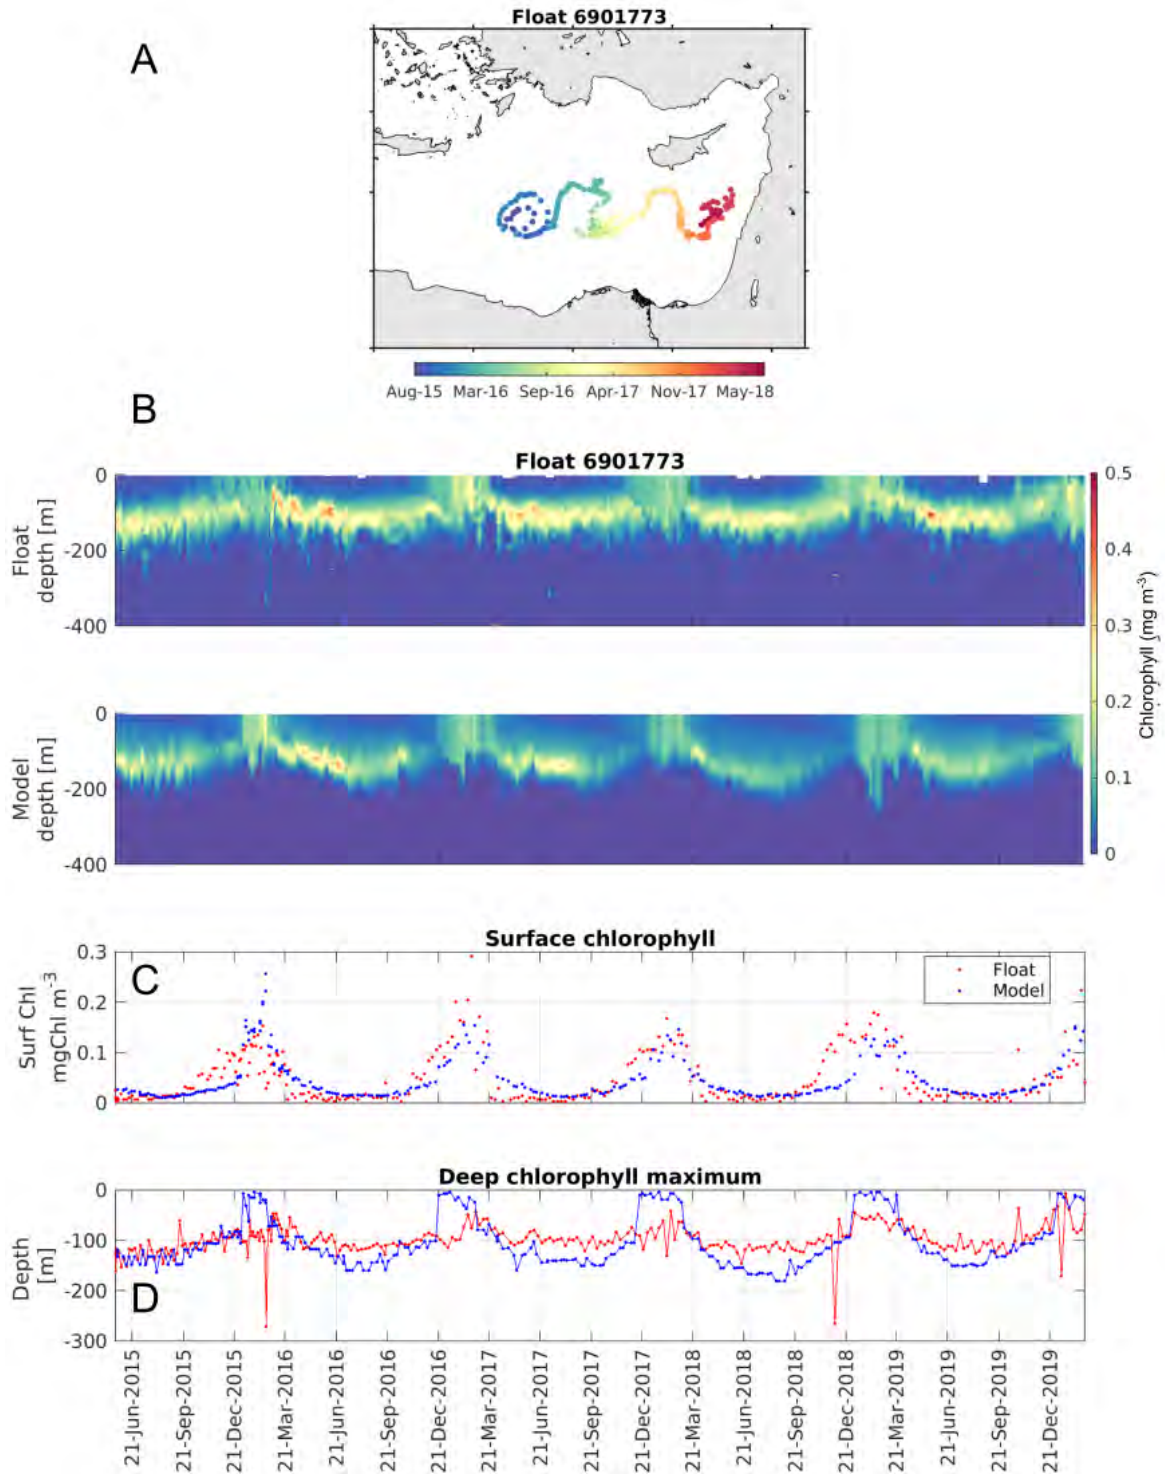 Float 6901773
A
Aug-15 Mar-16 Sep-16 Apr-17 Nov-17 May-18
B
Float 6901773
Float
depth [m]
0
-200
-400
Model
depth [m]
0
-200
-400
0.5
0.4
0.3
0.2
0.1
0
Chlorophyll (mg m-3)
Surface chlorophyll
C
Surf Chl
mgChl m-3
0.3
0.2
0.1
0
Float
Model
Deep chlorophyll maximum
D
Depth
[m]
0
-100
-200
-300
21-Jun-2015
21-Sep-2015
21-Dec-2015
21-Mar-2016
21-Jun-2016
21-Sep-2016
21-Dec-2016
21-Mar-2017
21-Jun-2017
21-Sep-2017
21-Dec-2017
21-Mar-2018
21-Jun-2018
21-Sep-2018
21-Dec-2018
21-Mar-2019
21-Jun-2019
21-Sep-2019
21-Dec-2019